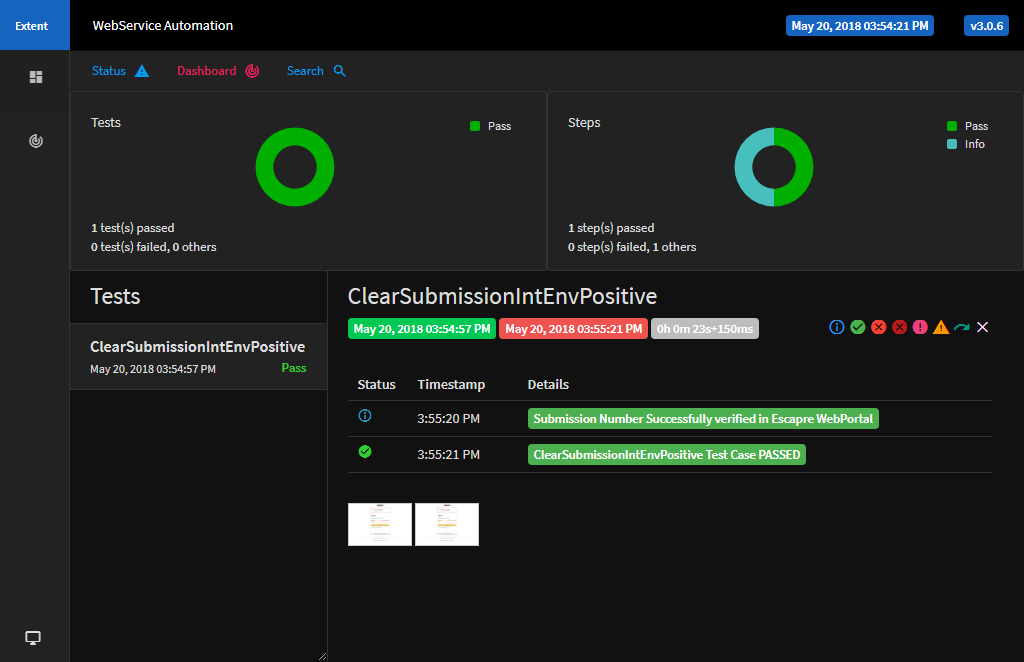 Extent
WebService Automation
May 20, 2018 03:54:21 PM
v3.0.6
Status
Dashboard
Search
Tests
Pass
1 test(s) passed
0 test(s) failed, 0 others
Steps
Pass
Info
1 step(s) passed
0 step(s) failed, 1 others
Tests
ClearSubmissionIntEnvPositive
May 20, 2018 03:54:57 PM
Pass
ClearSubmissionIntEnvPositive
May 20, 2018 03:54:57 PM May 20, 2018 03:55:21 PM 0h 0m 23s+150ms
Status Timestamp Details
3:55:20 PM Submission Number Successfully verified in Escapre WebPortal
3:55:21 PM ClearSubmissionIntEnvPositive Test Case PASSED